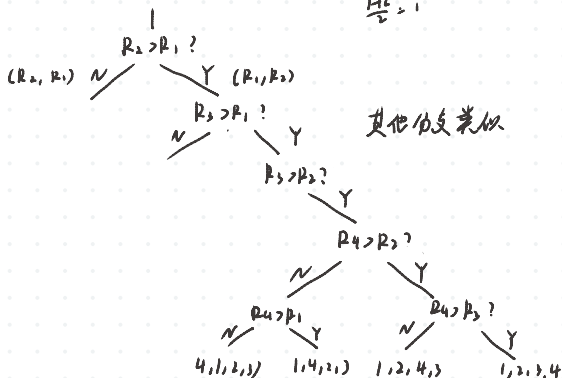 R₂>R₁?
(R₂, R₁) N Y (R₁,R₂)
R₃>R₁?
其他分支类似
N Y
R₃>R₂?
Y
R4>R₂?
N Y
R4>R₁ R4>R₃?
N Y N Y
4,1,2,3 1,4,2,3 1,2,4,3 1,2,3,4